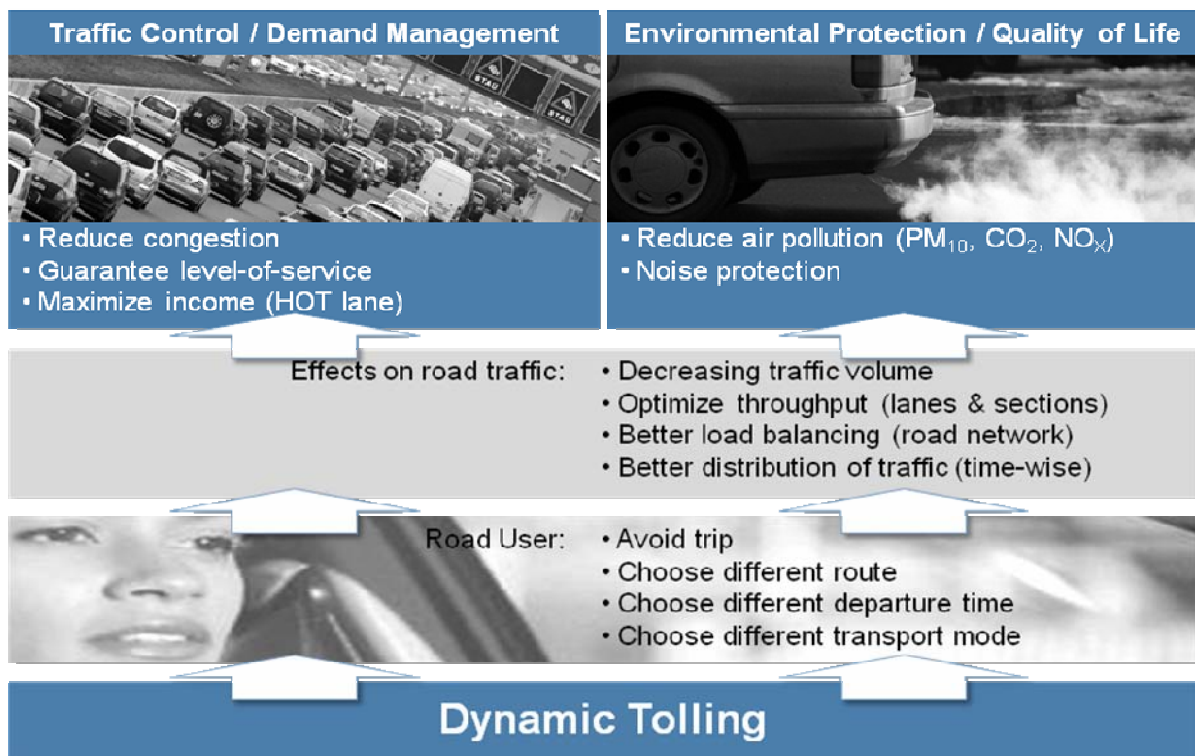 Traffic Control / Demand Management
STAU
STAU
• Reduce congestion
• Guarantee level-of-service
• Maximize income (HOT lane)
Environmental Protection / Quality of Life
• Reduce air pollution (PM₁₀, CO₂, NOₓ)
• Noise protection
Effects on road traffic:
• Decreasing traffic volume
• Optimize throughput (lanes & sections)
• Better load balancing (road network)
• Better distribution of traffic (time-wise)
Road User:
• Avoid trip
• Choose different route
• Choose different departure time
• Choose different transport mode
Dynamic Tolling